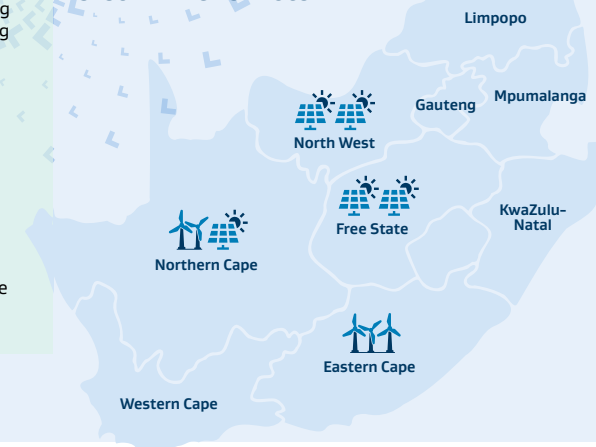 g
g
Limpopo
Gauteng
Mpumalanga
North West
KwaZulu-
Natal
Free State
Northern Cape
e
Eastern Cape
Western Cape